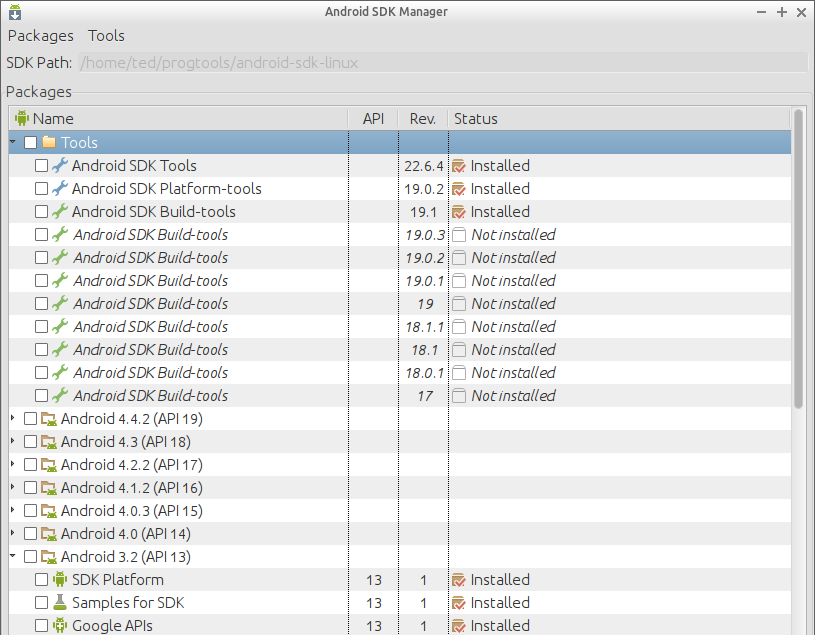 Android SDK Manager
Packages Tools
SDK Path: /home/ted/progtools/android-sdk-linux
Packages
Name API Rev. Status
Tools
Android SDK Tools 22.6.4 Installed
Android SDK Platform-tools 19.0.2 Installed
Android SDK Build-tools 19.1 Installed
Android SDK Build-tools 19.0.3 Not installed
Android SDK Build-tools 19.0.2 Not installed
Android SDK Build-tools 19.0.1 Not installed
Android SDK Build-tools 19 Not installed
Android SDK Build-tools 18.1.1 Not installed
Android SDK Build-tools 18.1 Not installed
Android SDK Build-tools 18.0.1 Not installed
Android SDK Build-tools 17 Not installed
Android 4.4.2 (API 19)
Android 4.3 (API 18)
Android 4.2.2 (API 17)
Android 4.1.2 (API 16)
Android 4.0.3 (API 15)
Android 4.0 (API 14)
Android 3.2 (API 13)
SDK Platform 13 1 Installed
Samples for SDK 13 1 Installed
Google APIs 13 1 Installed